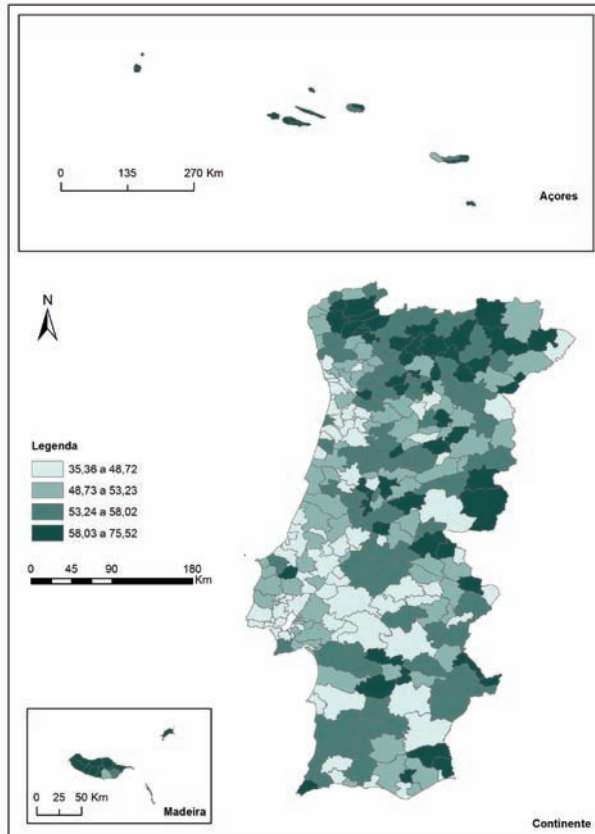 0 135 270 Km
Açores
N
Legenda
35,36 a 48,72
48,73 a 53,23
53,24 a 58,02
58,03 a 75,52
0 45 90 180
Km
0 25 50 Km
Madeira
Continente